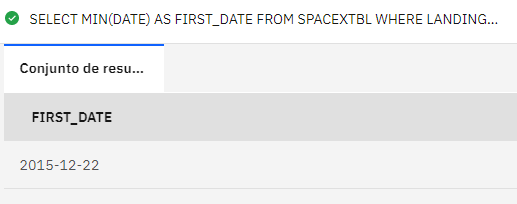 SELECT MIN(DATE) AS FIRST_DATE FROM SPACEXTBL WHERE LANDING...
Conjunto de resu...
FIRST_DATE
2015-12-22